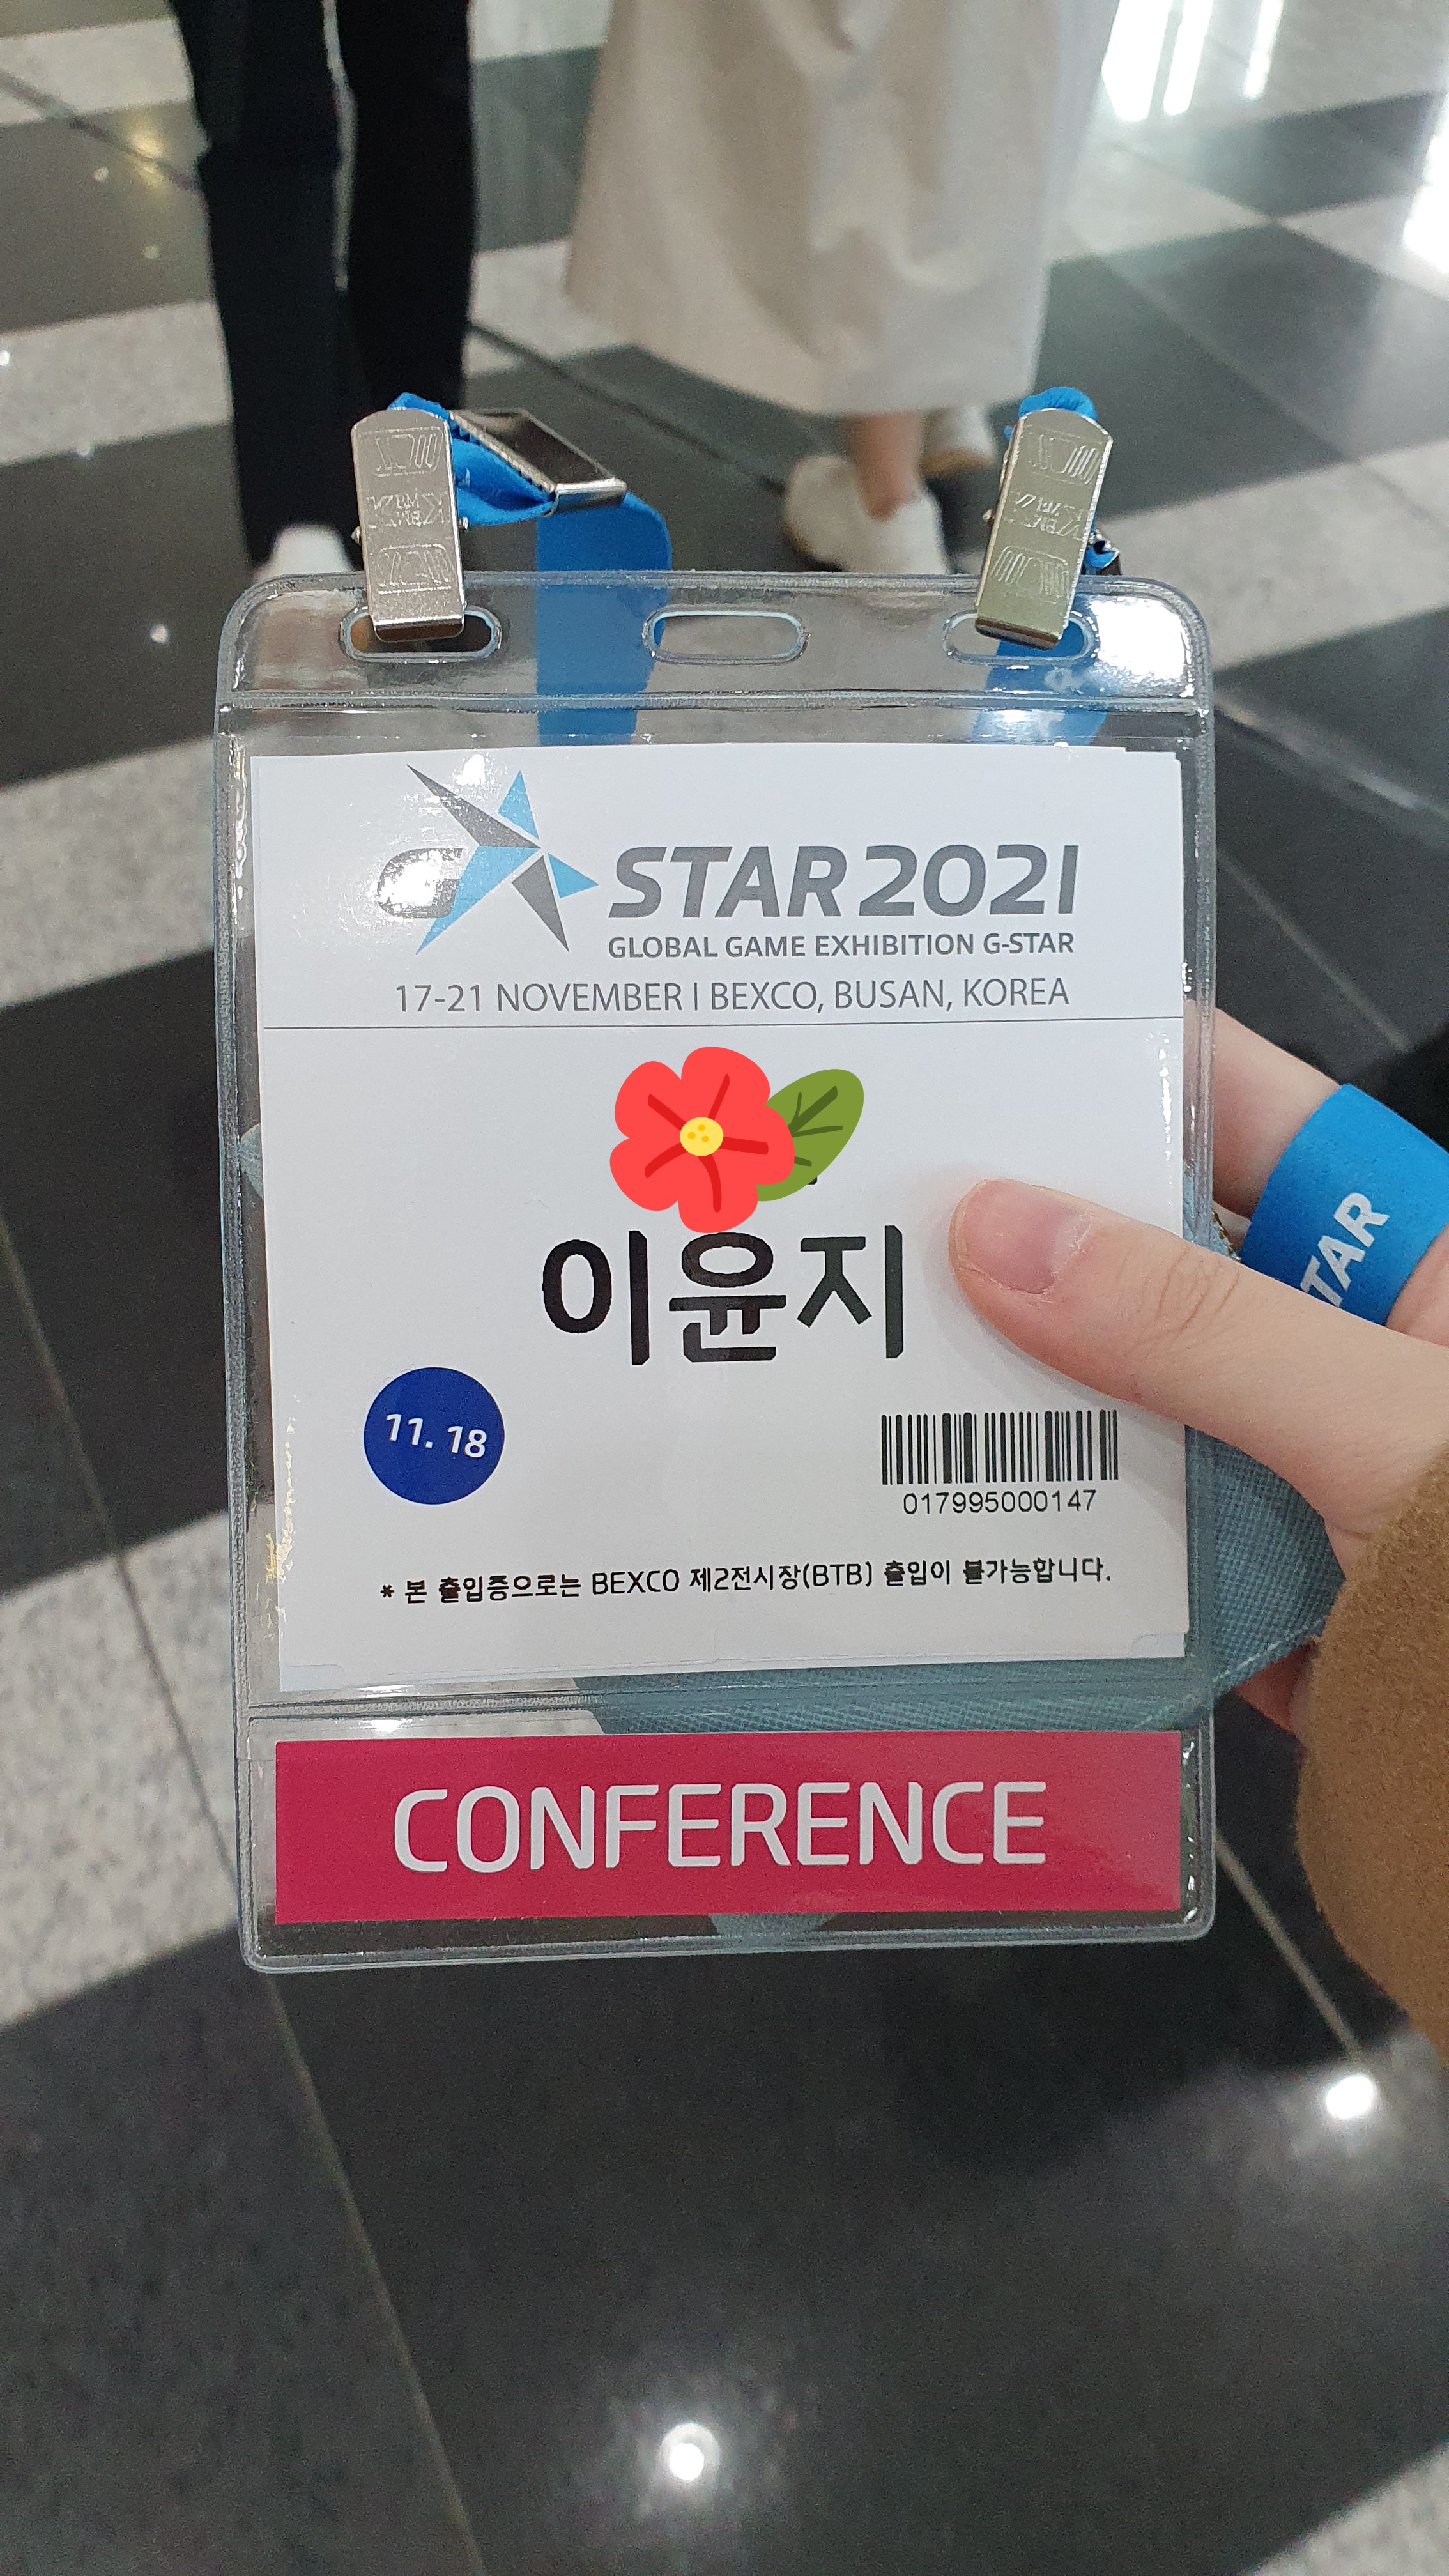 G STAR 2021
GLOBAL GAME EXHIBITION G-STAR
17-21 NOVEMBER | BEXCO, BUSAN, KOREA
이윤지
11. 18
017995000147
* 본 출입증으로는 BEXCO 제2전시장(BTB) 출입이 불가능합니다.
CONFERENCE
TAR